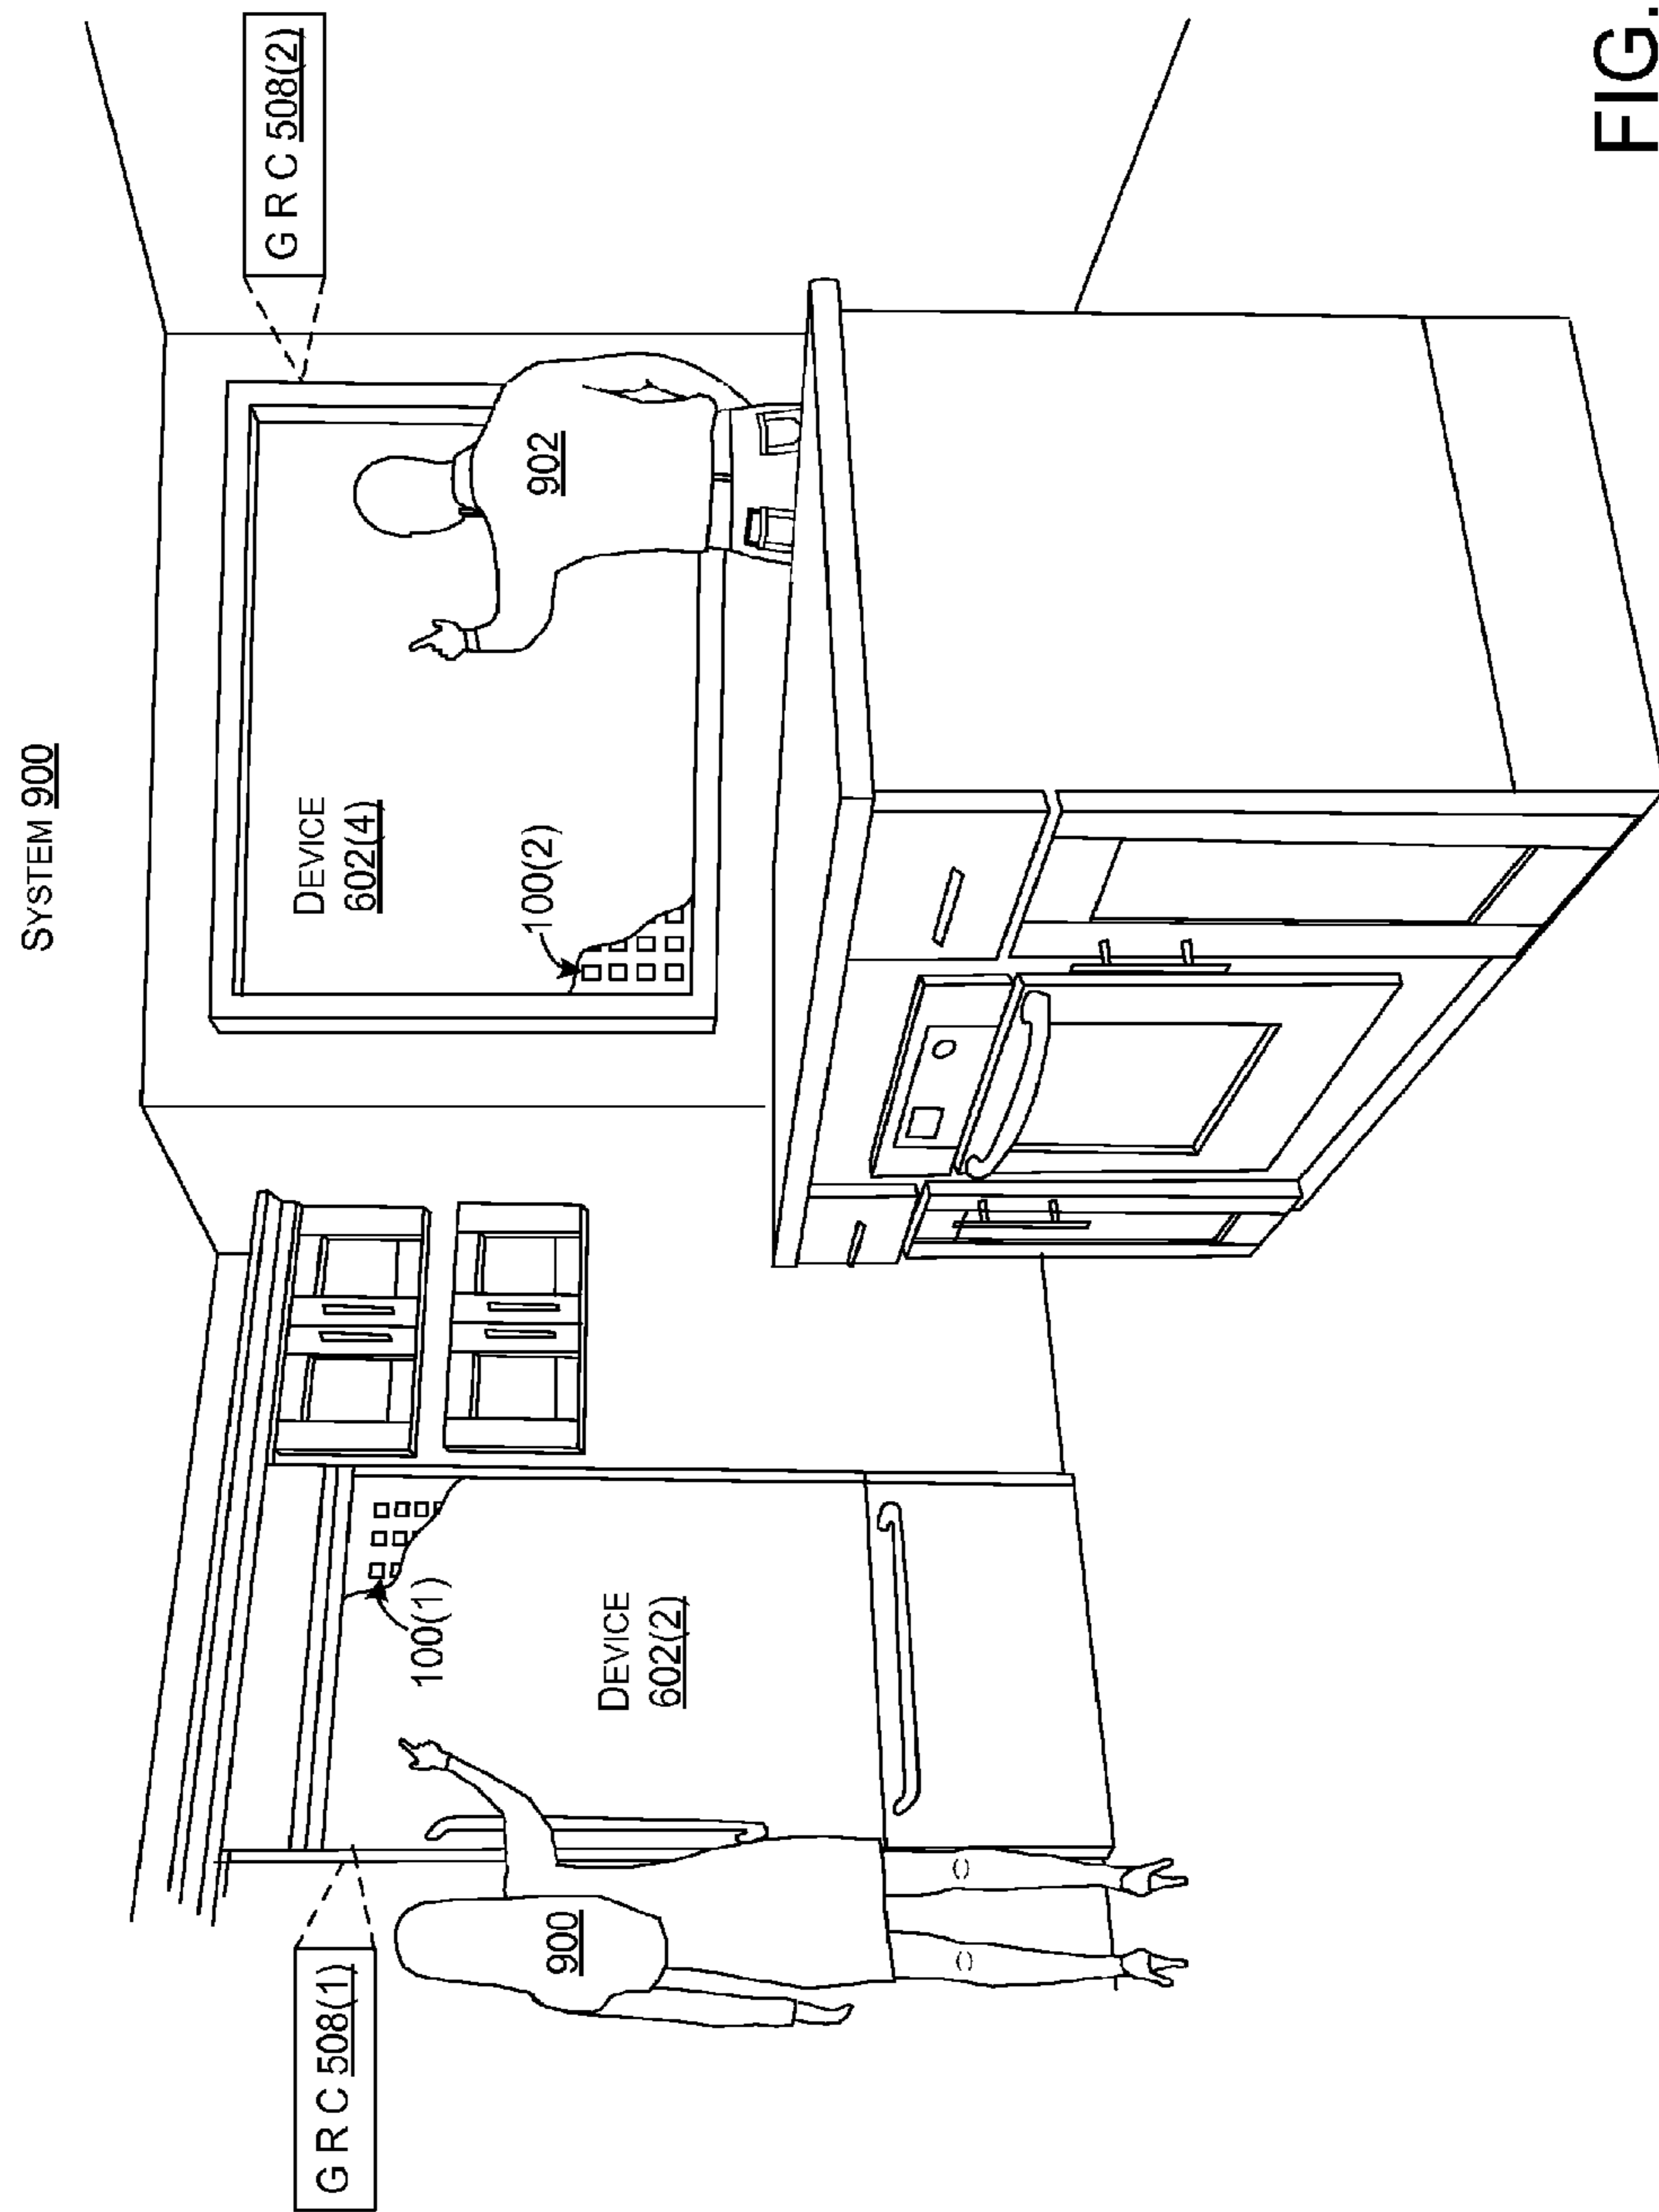 SYSTEM 900
G R C 508(1)
G R C 508(2)
100(1)
DEVICE
602(4)
900
902
DEVICE
602(2)
100(2)
FIG.